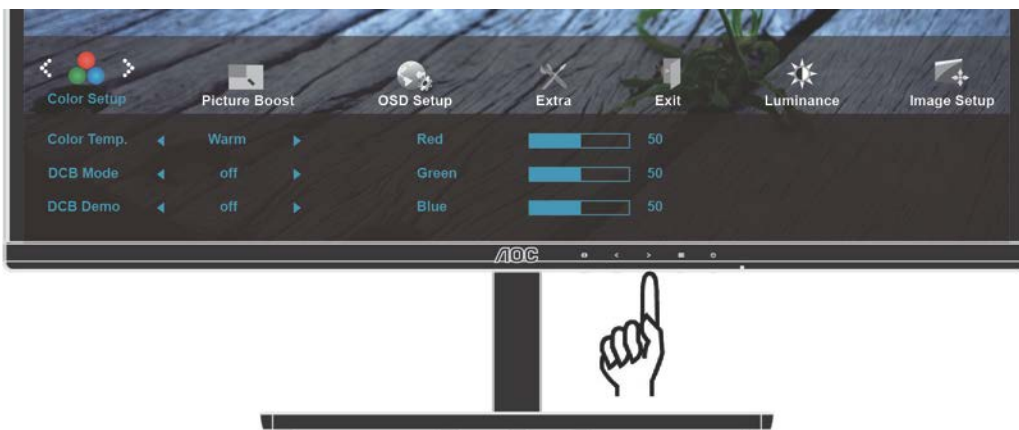 Color Setup Picture Boost OSD Setup Extra Exit Luminance Image Setup
Color Temp. Warm Red 50
DCB Mode off Green 50
DCB Demo off Blue 50
AOC